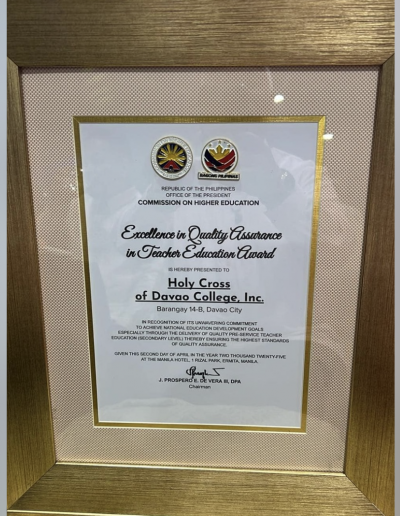 BAGONG PILIPINAS
REPUBLIC OF THE PHILIPPINES
OFFICE OF THE PRESIDENT
COMMISSION ON HIGHER EDUCATION
Excellence in Quality Assurance
in Teacher Education Award
IS HEREBY PRESENTED TO
Holy Cross
of Davao College, Inc.
Barangay 14-B, Davao City
IN RECOGNITION OF ITS UNWAVERING COMMITMENT
TO ACHIEVE NATIONAL EDUCATION DEVELOPMENT GOALS
ESPECIALLY THROUGH THE DELIVERY OF QUALITY PRE-SERVICE TEACHER
EDUCATION (SECONDARY LEVEL) THEREBY ENSURING THE HIGHEST STANDARDS
OF QUALITY ASSURANCE.
GIVEN THIS SECOND DAY OF APRIL IN THE YEAR TWO THOUSAND TWENTY-FIVE
AT THE MANILA HOTEL, 1 RIZAL PARK, ERMITA, MANILA.
J. PROSPERO E. DE VERA III, DPA
Chairman